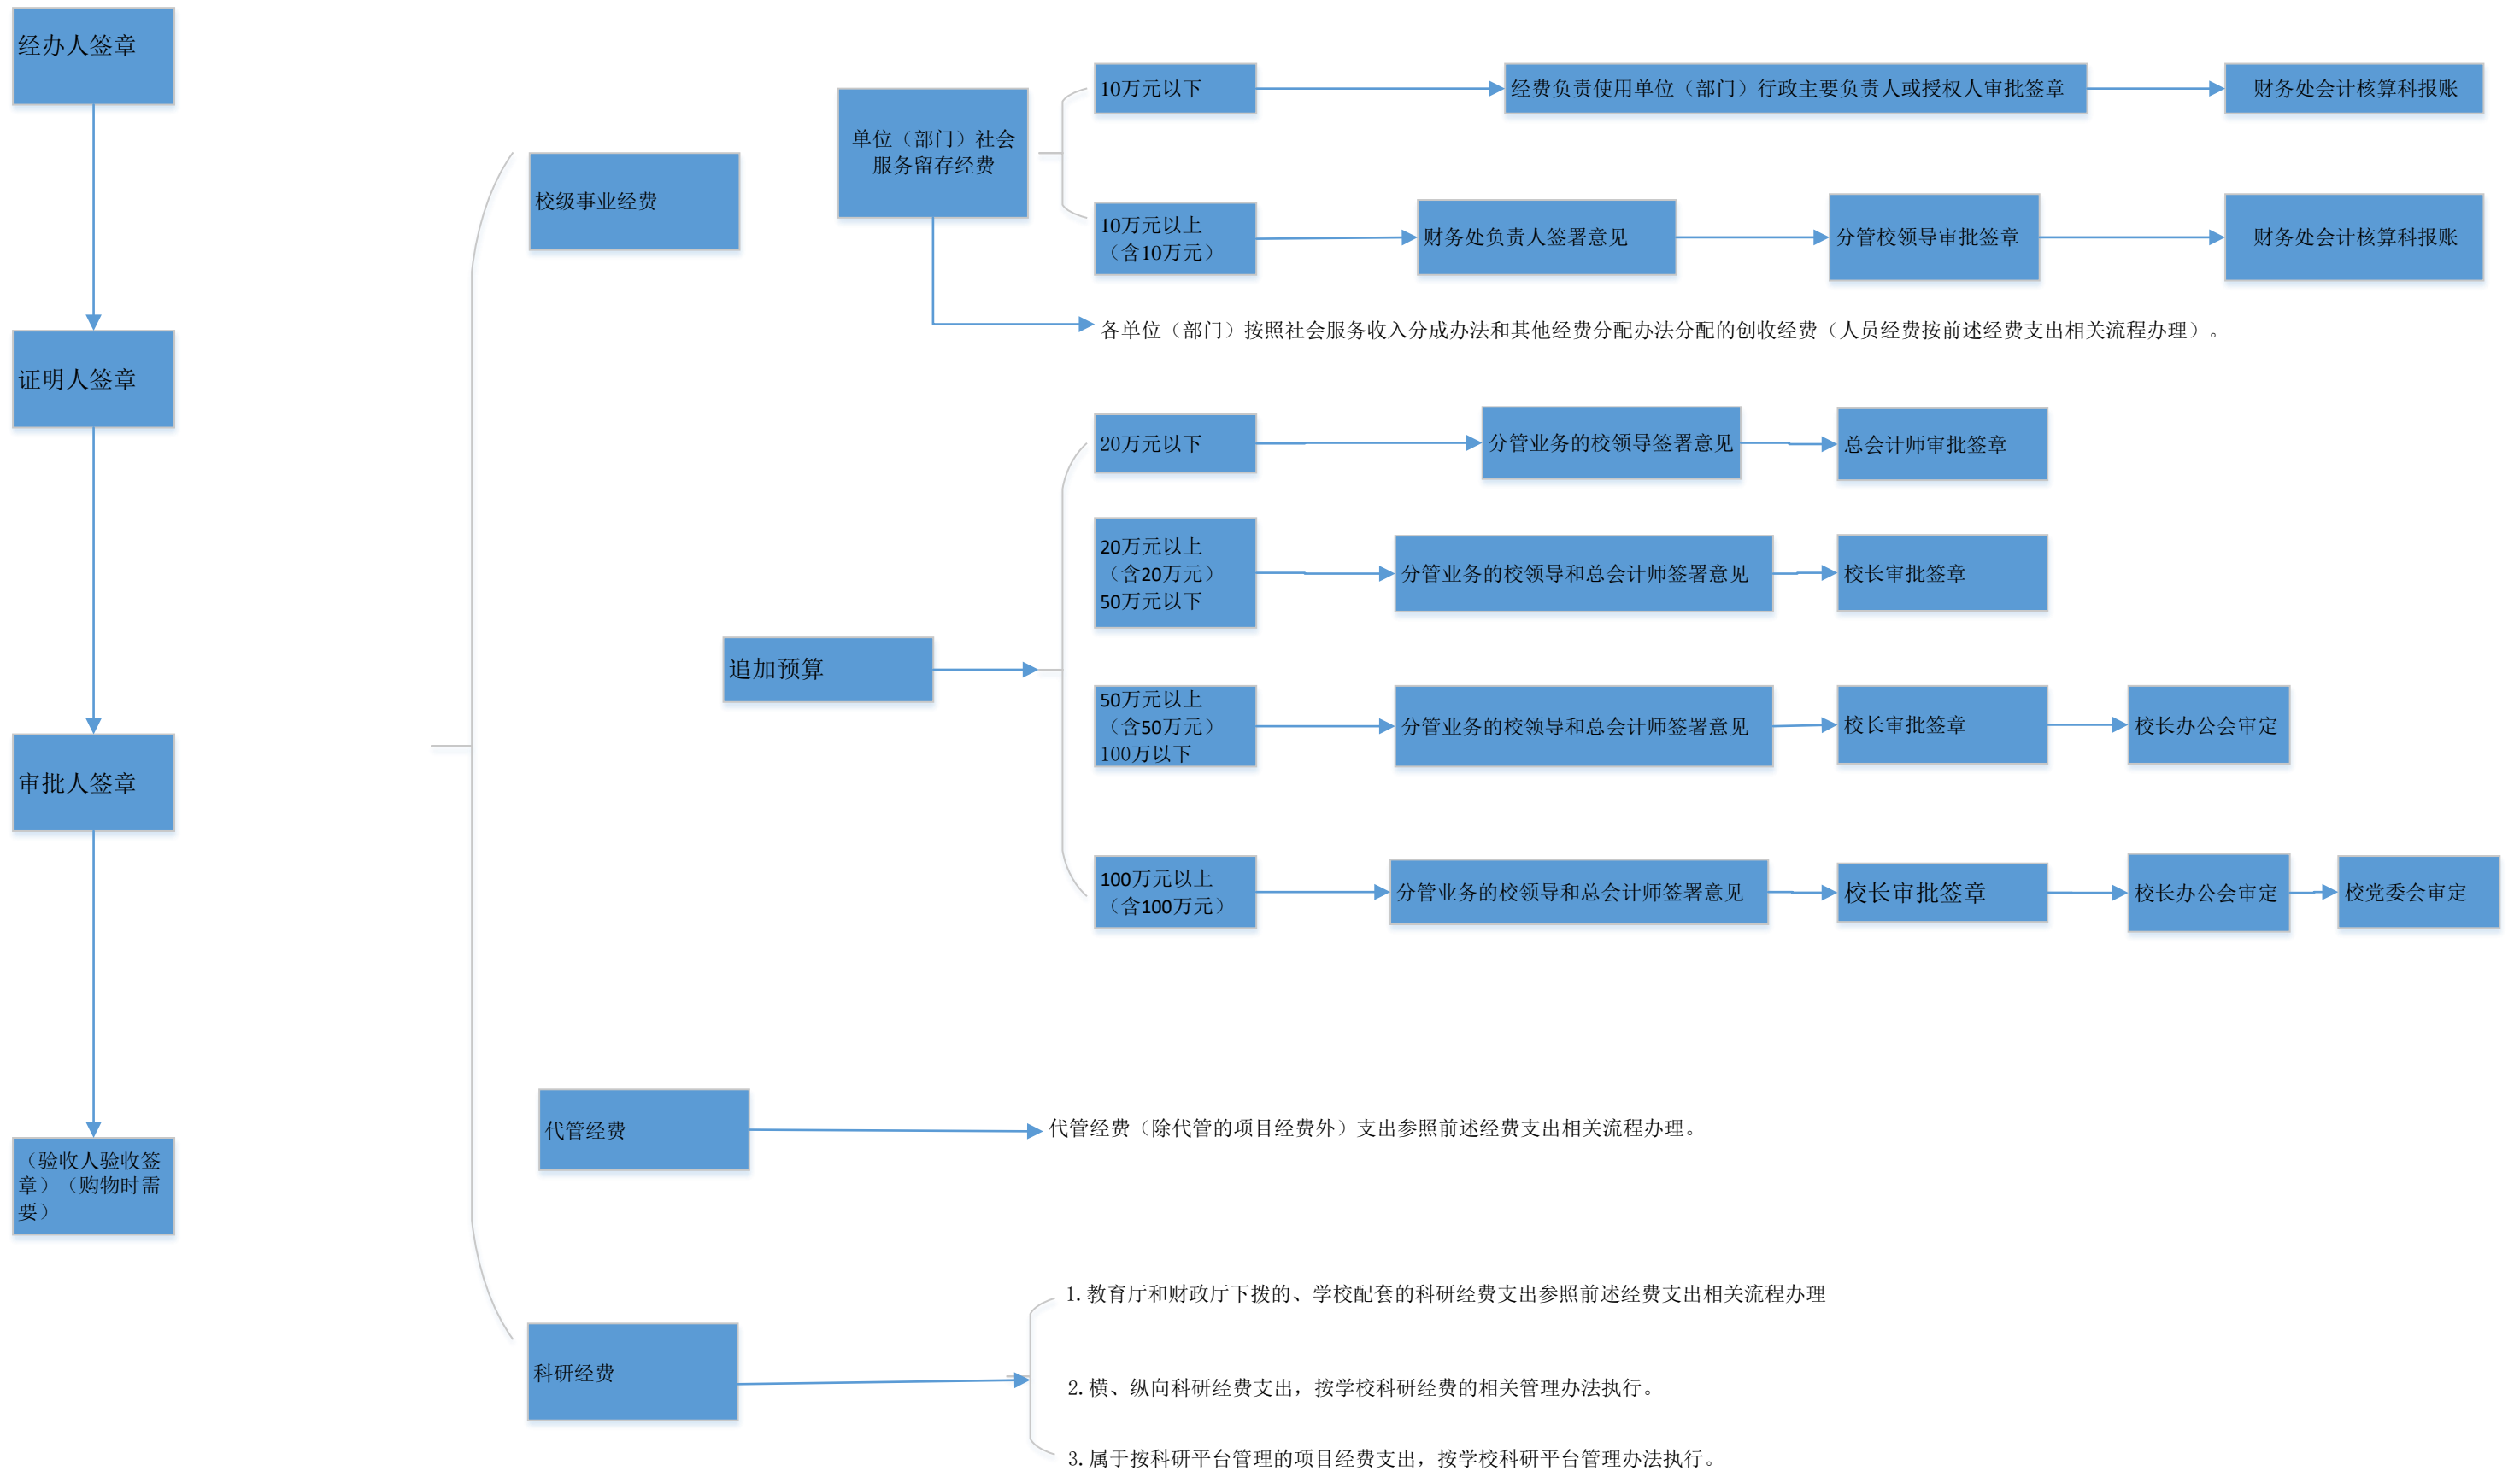 经办人签章
证明人签章
审批人签章
（验收人验收签
章）（购物时需
要）
校级事业经费
单位（部门）社会
服务留存经费
10万元以下
经费负责使用单位（部门）行政主要负责人或授权人审批签章
财务处会计核算科报账
10万元以上
（含10万元）
财务处负责人签署意见
分管校领导审批签章
财务处会计核算科报账
各单位（部门）按照社会服务收入分成办法和其他经费分配办法分配的创收经费（人员经费按前述经费支出相关流程办理）。
追加预算
20万元以下
分管业务的校领导签署意见
总会计师审批签章
20万元以上
（含20万元）
50万元以下
分管业务的校领导和总会计师签署意见
校长审批签章
50万元以上
（含50万元）
100万以下
分管业务的校领导和总会计师签署意见
校长审批签章
校长办公会审定
100万元以上
（含100万元）
分管业务的校领导和总会计师签署意见
校长审批签章
校长办公会审定
校党委会审定
代管经费
代管经费（除代管的项目经费外）支出参照前述经费支出相关流程办理。
科研经费
1.教育厅和财政厅下拨的、学校配套的科研经费支出参照前述经费支出相关流程办理
2.横、纵向科研经费支出，按学校科研经费的相关管理办法执行。
3.属于按科研平台管理的项目经费支出，按学校科研平台管理办法执行。